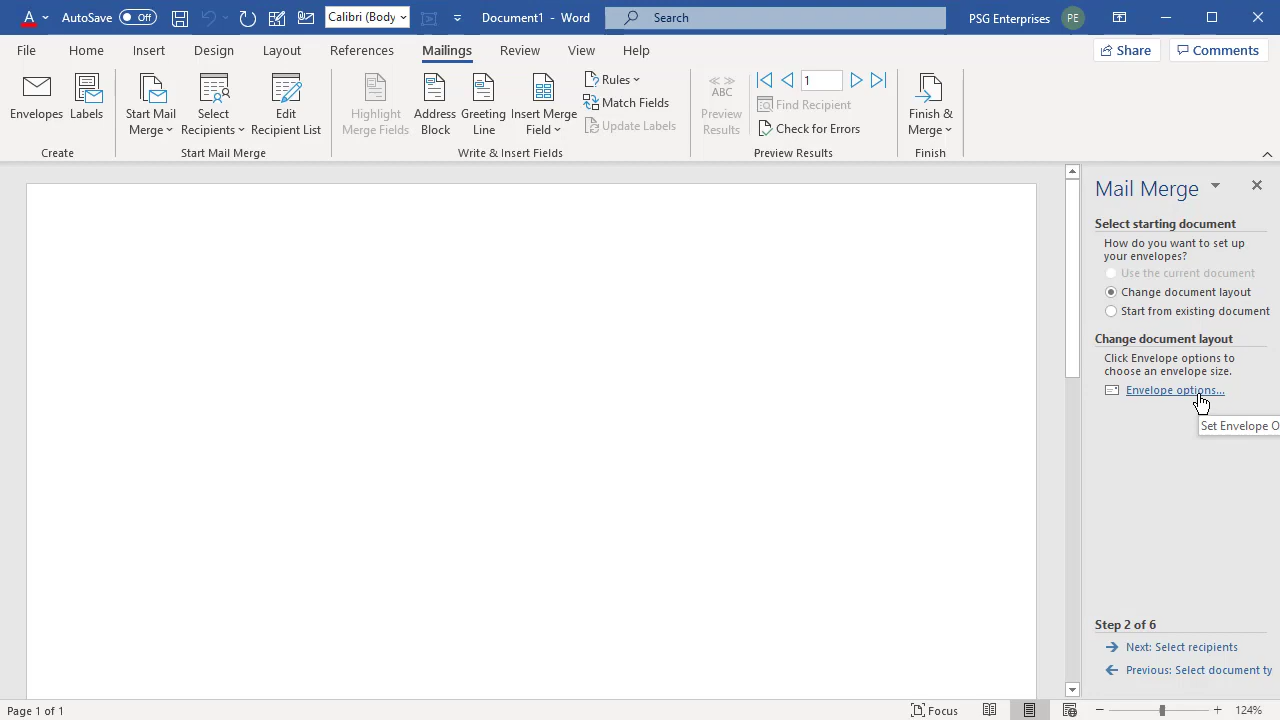 AutoSave Off Calibri (Body Document1 - Word Search PSG Enterprises PE
File Home Insert Design Layout References Mailings Review View Help Share Comments
Envelopes Labels
Create
Start Mail Merge
Select Recipients
Edit Recipient List
Start Mail Merge
Highlight Merge Fields
Address Block
Greeting Line
Insert Merge Field
Rules
Match Fields
Update Labels
Write & Insert Fields
ABC
Preview Results
1
Find Recipient
Check for Errors
Preview Results
Finish & Merge
Finish
Mail Merge
Select starting document
How do you want to set up
your envelopes?
Use the current document
Change document layout
Start from existing document
Change document layout
Click Envelope options to
choose an envelope size.
Envelope options...
Set Envelope O
Step 2 of 6
Next: Select recipients
Previous: Select document ty
Page 1 of 1 Focus 124%